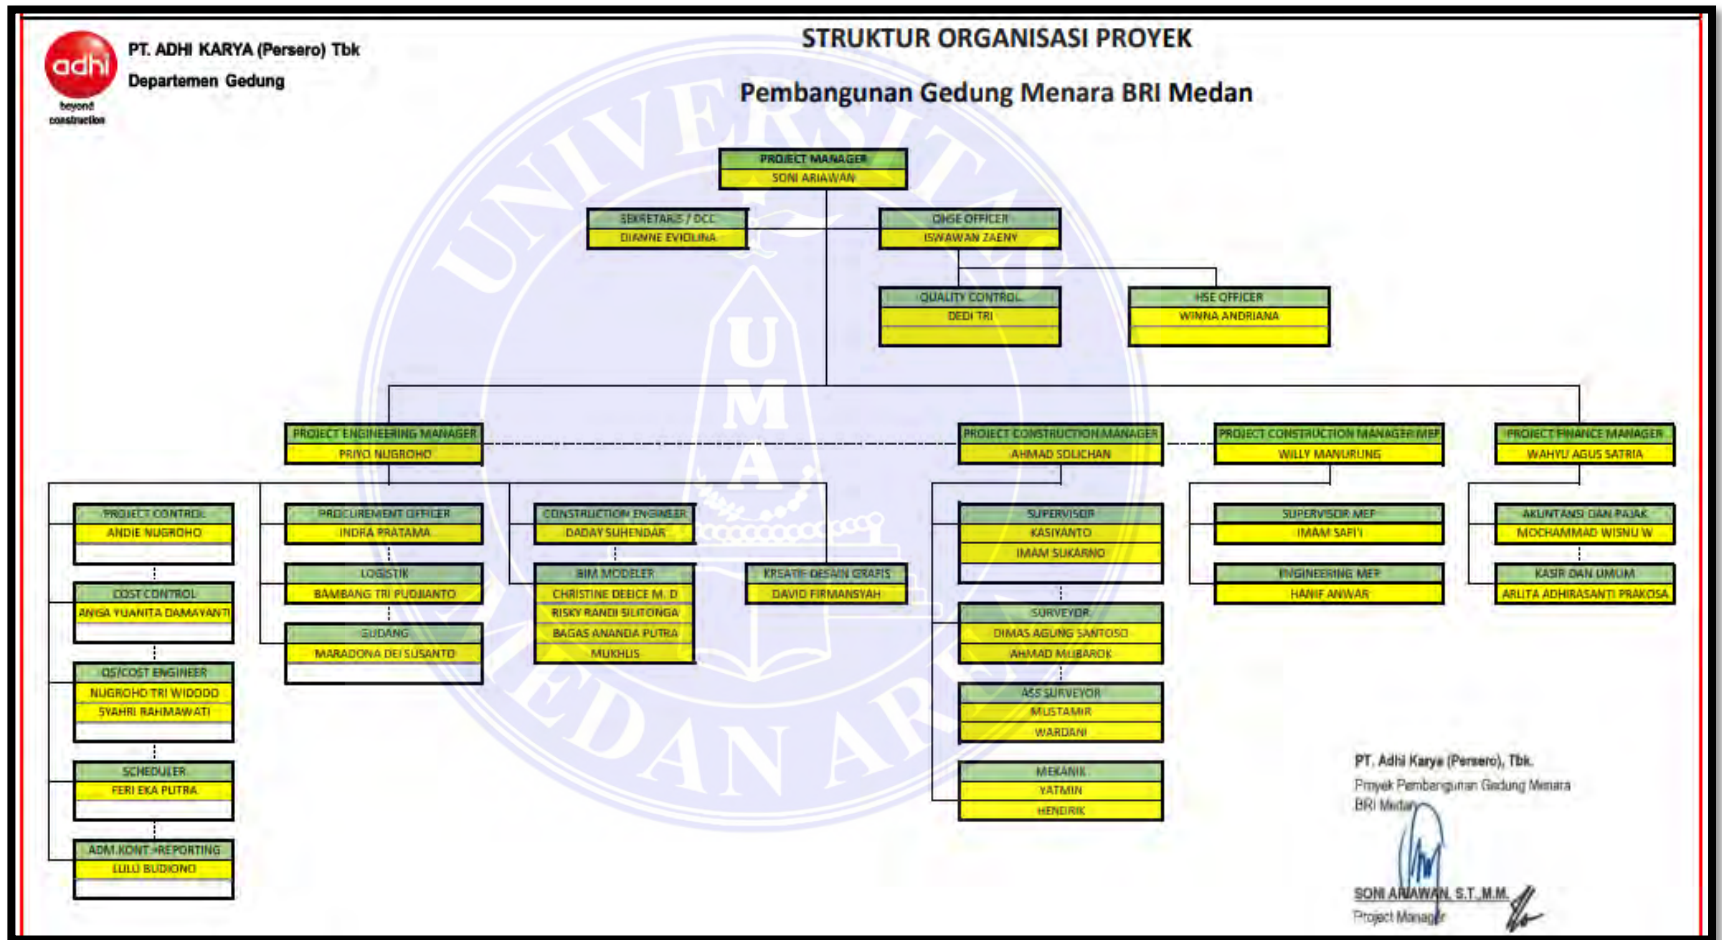 adhi
beyond
construction
PT. ADHI KARYA (Persero) Tbk
Departemen Gedung
STRUKTUR ORGANISASI PROYEK
Pembangunan Gedung Menara BRI Medan
UNIVERSITAS
MEDAN AREA
UMA
PROJECT MANAGER
SONI ARIAWAN
SEKRETARIS / DCC
DIANNE EVIOLINA
QHSE OFFICER
ISWAWAN ZAENY
QUALITY CONTROL
DEDI TRI
HSE OFFICER
WINNA ANDRIANA
PROJECT ENGINEERING MANAGER
PRIYO NUGROHO
PROJECT CONSTRUCTION MANAGER
AHMAD SOLICHAN
PROJECT CONSTRUCTION MANAGER MEP
WILLY MANURUNG
PROJECT FINANCE MANAGER
WAHYU AGUS SATRIA
PROJECT CONTROL
ANDIE NUGROHO
COST CONTROL
ANISA YUANITA DAMAYANTI
QS/COST ENGINEER
NUGROHO TRI WIDODO
SYAHRI RAHMAWATI
SCHEDULER
FERI EKA PUTRA
ADM.KONT.+REPORTING
LULU BUDIONO
PROCUREMENT OFFICER
INDRA PRATAMA
LOGISTIK
BAMBANG TRI PUDJIANTO
GUDANG
MARADONA DEI SUSANTO
CONSTRUCTION ENGINEER
DADAY SUHENDAR
BIM MODELER
CHRISTINE DEEICE M. D
RISKY RANDI SILITONGA
BAGAS ANANDA PUTRA
MUKHLIS
KREATIF DESAIN GRAFIS
DAVID FIRMANSYAH
SUPERVISOR
KASIYANTO
IMAM SUKARNO
SURVEYOR
DIMAS AGUNG SANTOSO
AHMAD MUBAROK
ASS SURVEYOR
MUSTAMIR
WARDANI
MEKANIK
YATMIN
HENDRIK
SUPERVISOR MEP
IMAM SAFI'I
ENGINEERING MEP
HANIF ANWAR
AKUNTANSI DAN PAJAK
MOCHAMMAD WISNU W
KASIR DAN UMUM
ARLITA ADHIRASANTI PRAKOSA
PT. Adhi Karya (Persero), Tbk.
Proyek Pembangunan Gedung Menara
BRI Medan
SONI ARIAWAN, S.T.,M.M.
Project Manager